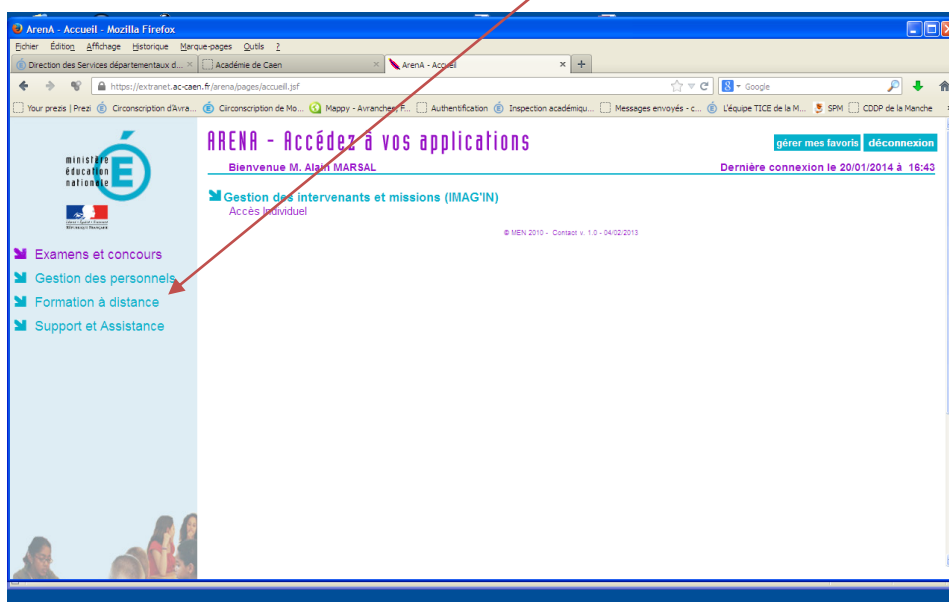 ArenA - Accueil - Mozilla Firefox
Fichier Édition Affichage Historique Marque-pages Outils ?
Direction des Services départementaux d... × Académie de Caen × ArenA - Accueil × +
https://extranet.ac-caen.fr/arena/pages/accueil.jsf Google
Your prezis | Prezi Circonscription d'Avra... Circonscription de Mo... Mappy - Avranches, F... Authentification Inspection académiqu... Messages envoyés - c... L'équipe TICE de la M... SPM CDDP de la Manche
ministère
éducation
nationale
ARENA - Accédez à vos applications
gérer mes favoris déconnexion
Bienvenue M. Alain MARSAL Dernière connexion le 20/01/2014 à 16:43
Gestion des intervenants et missions (IMAG'IN)
Accès Individuel
© MEN 2010 - Contact v. 1.0 - 04/02/2013
Examens et concours
Gestion des personnels
Formation à distance
Support et Assistance